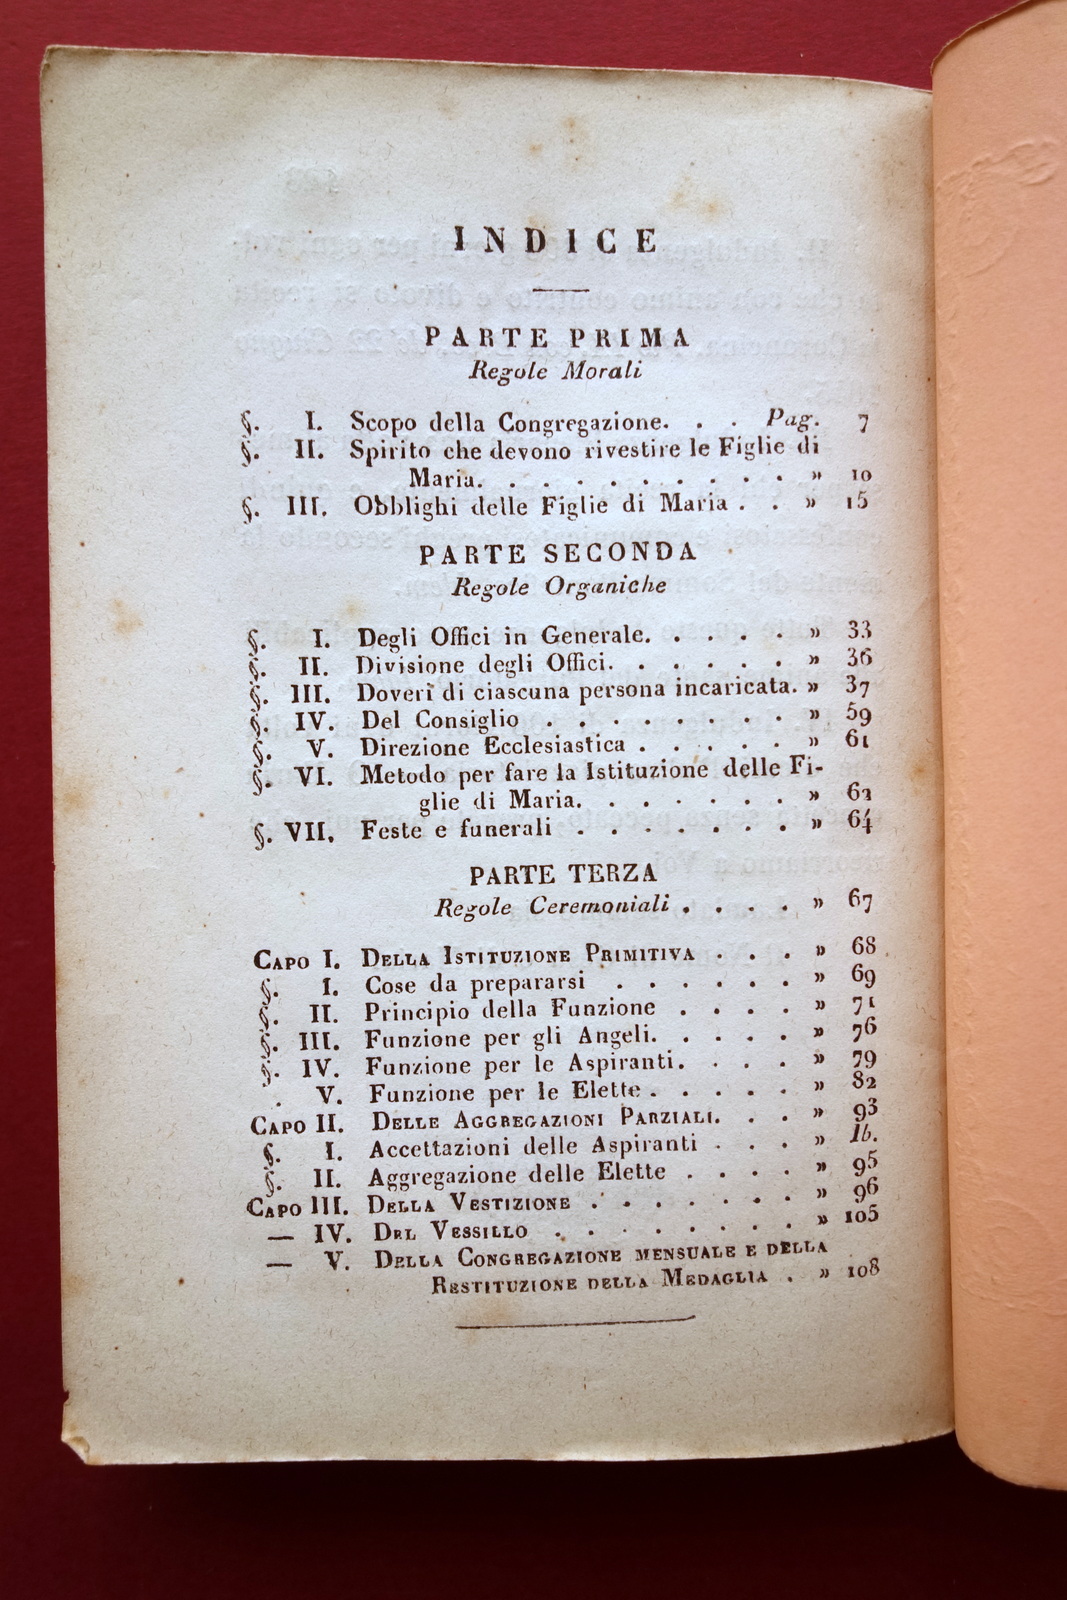 INDICE
PARTE PRIMA
Regole Morali
§. I. Scopo della Congregazione. . . Pag. 7
§. II. Spirito che devono rivestire le Figlie di
Maria. . . . . . . . . . » 10
§. III. Obblighi delle Figlie di Maria . . » 15
PARTE SECONDA
Regole Organiche
§. I. Degli Offici in Generale. . . . . » 33
§. II. Divisione degli Offici. . . . . . » 36
§. III. Doveri di ciascuna persona incaricata. » 37
§. IV. Del Consiglio . . . . . . . . » 59
§. V. Direzione Ecclesiastica . . . . . » 61
§. VI. Metodo per fare la Istituzione delle Fi-
glie di Maria. . . . . . . » 62
§. VII. Feste e funerali . . . . . . . » 64
PARTE TERZA
Regole Ceremoniali . . . . » 67
CAPO I. DELLA ISTITUZIONE PRIMITIVA . . . » 68
§. I. Cose da prepararsi . . . . . . » 69
§. II. Principio della Funzione . . . . » 71
§. III. Funzione per gli Angeli. . . . . » 76
§. IV. Funzione per le Aspiranti. . . . » 79
. V. Funzione per le Elette . . . . . » 82
CAPO II. DELLE AGGREGAZIONI PARZIALI. . . » 93
§. I. Accettazioni delle Aspiranti . . . » Ib.
§. II. Aggregazione delle Elette . . . . » 95
CAPO III. DELLA VESTIZIONE . . . . . . . » 96
— IV. DEL VESSILLO . . . . . . . . » 105
— V. DELLA CONGREGAZIONE MENSUALE E DELLA
RESTITUZIONE DELLA MEDAGLIA . » 108